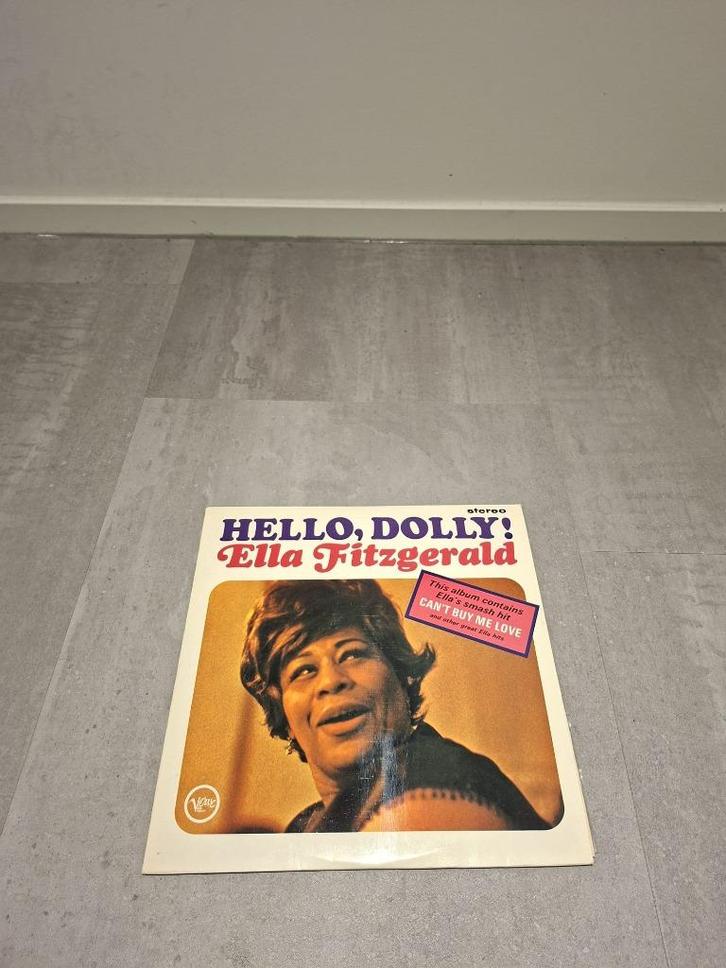 stereo
HELLO, DOLLY!
Ella Fitzgerald
This album contains
Ella's smash hit
CAN'T BUY ME LOVE
and other great Ella hits
Verve